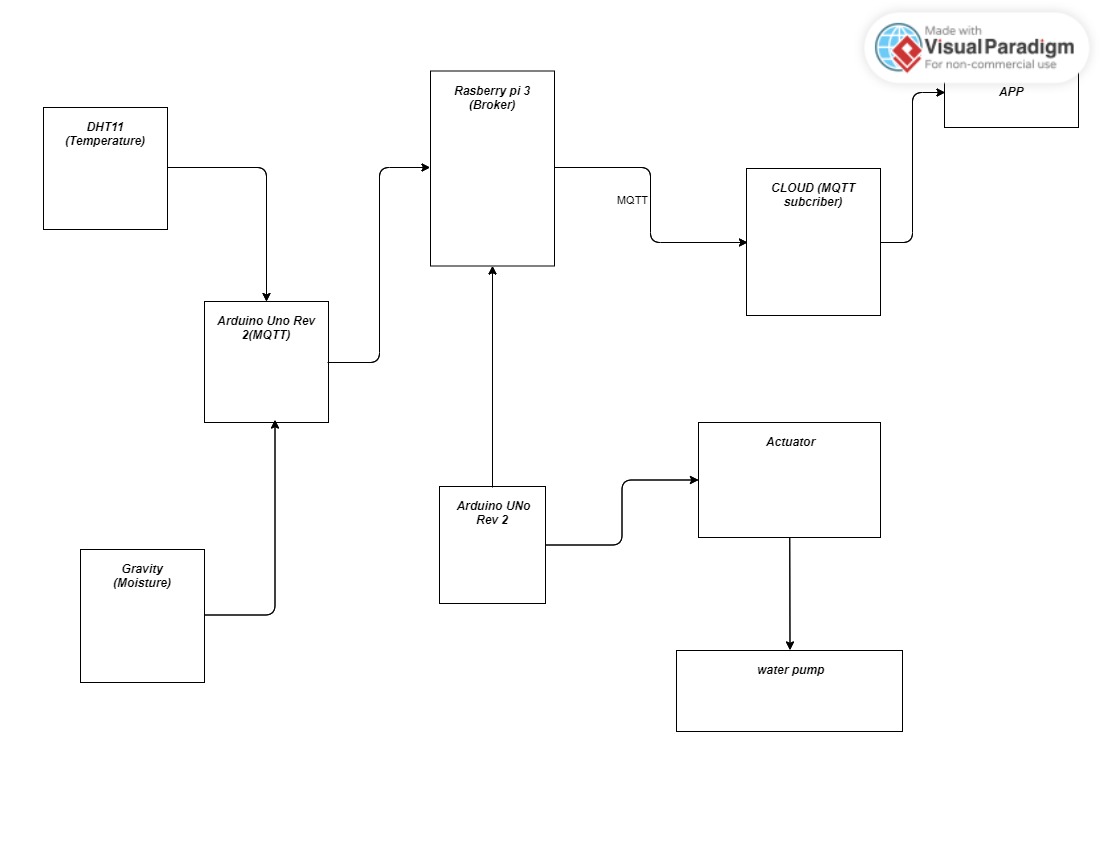 Made with
Visual Paradigm
For non-commercial use
Rasberry pi 3
(Broker)
APP
DHT11
(Temperature)
CLOUD (MQTT
subcriber)
MQTT
Arduino Uno Rev
2(MQTT)
Actuator
Arduino UNo
Rev 2
Gravity
(Moisture)
water pump